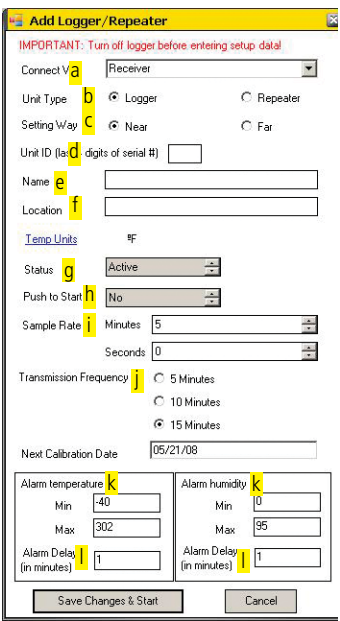 Add Logger/Repeater
IMPORTANT: Turn off logger before entering setup data!
Connect V a Receiver
Unit Type b Logger Repeater
Setting Way c Near Far
Unit ID (las d digits of serial #)
Name e
Location f
Temp Units ºF
Status g Active
Push to Start h No
Sample Rate i Minutes 5
Seconds 0
Transmission Frequency j 5 Minutes
10 Minutes
15 Minutes
Next Calibration Date 05/21/08
Alarm temperature k Alarm humidity k
Min -40 Min 0
Max 302 Max 95
Alarm Delay l 1 Alarm Delay l 1
(in minutes) (in minutes)
Save Changes & Start Cancel